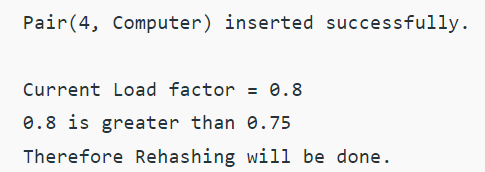 Pair(4, Computer) inserted successfully.
Current Load factor = 0.8
0.8 is greater than 0.75
Therefore Rehashing will be done.